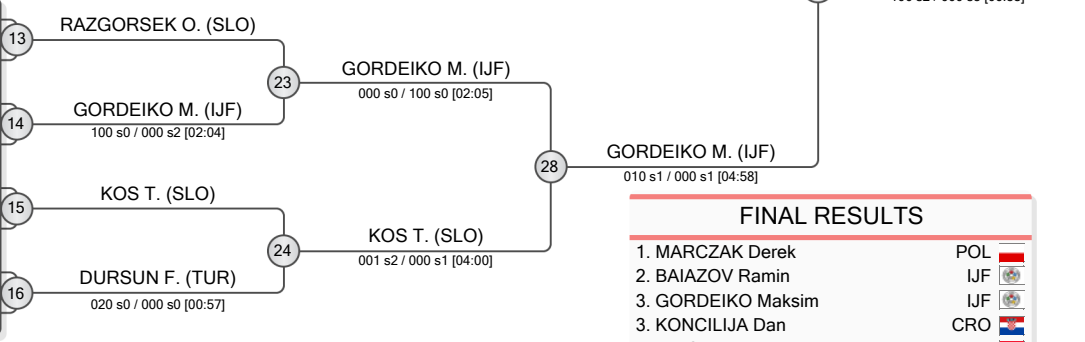 13
RAZGORSEK O. (SLO)
23
GORDEIKO M. (IJF)
000 s0 / 100 s0 [02:05]
14
GORDEIKO M. (IJF)
100 s0 / 000 s2 [02:04]
28
GORDEIKO M. (IJF)
010 s1 / 000 s1 [04:58]
15
KOS T. (SLO)
24
KOS T. (SLO)
001 s2 / 000 s1 [04:00]
16
DURSUN F. (TUR)
020 s0 / 000 s0 [00:57]
FINAL RESULTS
1. MARCZAK Derek POL
2. BAIAZOV Ramin IJF
3. GORDEIKO Maksim IJF
3. KONCILIJA Dan CRO